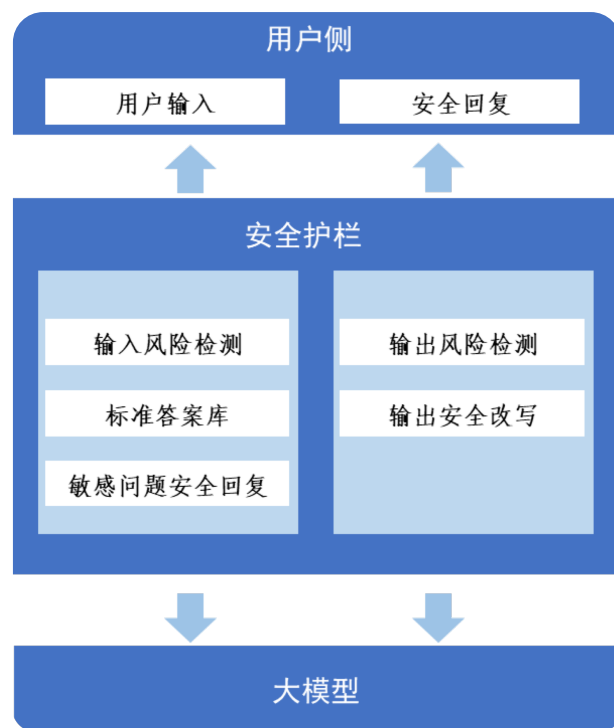 用户侧
用户输入
安全回复
安全护栏
输入风险检测
标准答案库
敏感问题安全回复
输出风险检测
输出安全改写
大模型